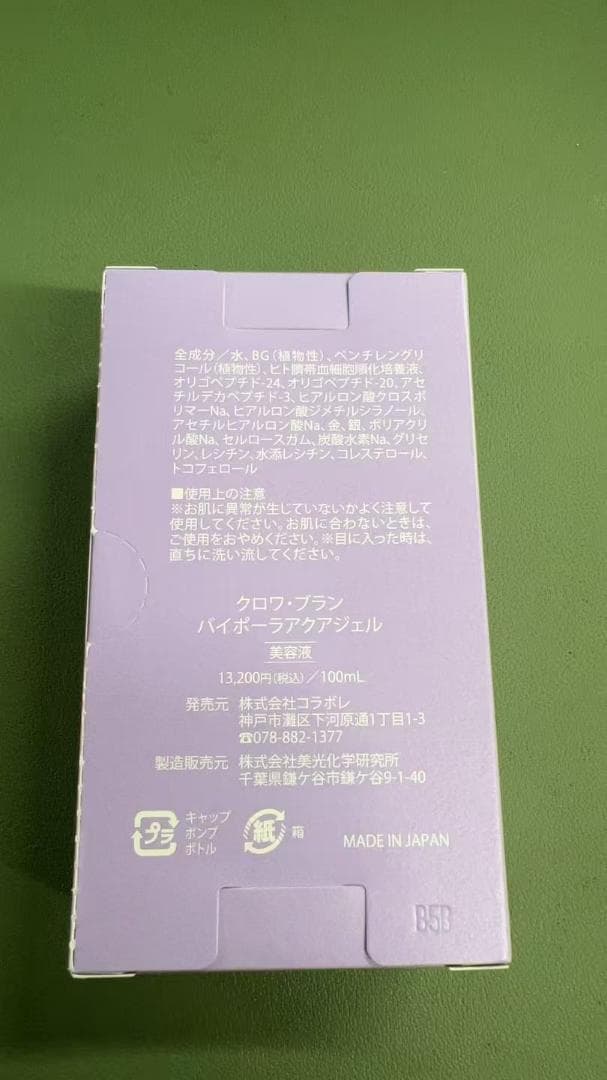 全成分／水、BG(植物性)、ペンチレングリ
コール(植物性)、ヒト臍帯血細胞順化培養液、
オリゴペプチド-24、オリゴペプチド-20、アセ
チルデカペプチド-3、ヒアルロン酸クロスポ
リマーNa、ヒアルロン酸ジメチルシラノール、
アセチルヒアルロン酸Na、金、銀、ポリアクリ
ル酸Na、セルロースガム、炭酸水素Na、グリセ
リン、レシチン、水添レシチン、コレステロール、
トコフェロール
■使用上の注意
※お肌に異常が生じていないかよく注意して
使用してください。お肌に合わないときは、
ご使用をおやめください。※目に入った時は、
直ちに洗い流してください。
クロワ・ブラン
バイポーラアクアジェル
美容液
13,200円(税込)／100mL
発売元 株式会社コラボレ
神戸市灘区下河原通1丁目1-3
☎078-882-1377
製造販売元 株式会社美光化学研究所
千葉県鎌ケ谷市鎌ケ谷9-1-40
プラ キャップ
ポンプ
ボトル
紙 箱
MADE IN JAPAN
B5B